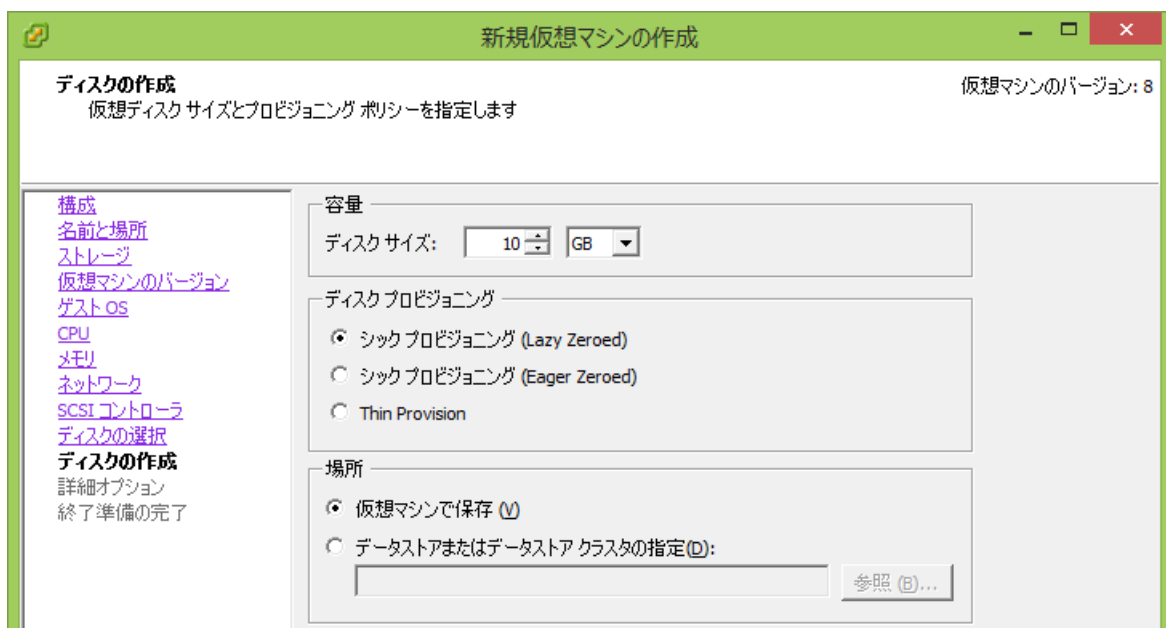 新規仮想マシンの作成
ディスクの作成
仮想マシンのバージョン: 8
仮想ディスク サイズとプロビジョニング ポリシーを指定します
構成
名前と場所
ストレージ
仮想マシンのバージョン
ゲスト OS
CPU
メモリ
ネットワーク
SCSI コントローラ
ディスクの選択
ディスクの作成
詳細オプション
終了準備の完了
容量
ディスク サイズ: 10 GB
ディスク プロビジョニング
シック プロビジョニング (Lazy Zeroed)
シック プロビジョニング (Eager Zeroed)
Thin Provision
場所
仮想マシンで保存 (V)
データストアまたはデータストア クラスタの指定(D):
参照 (B)...